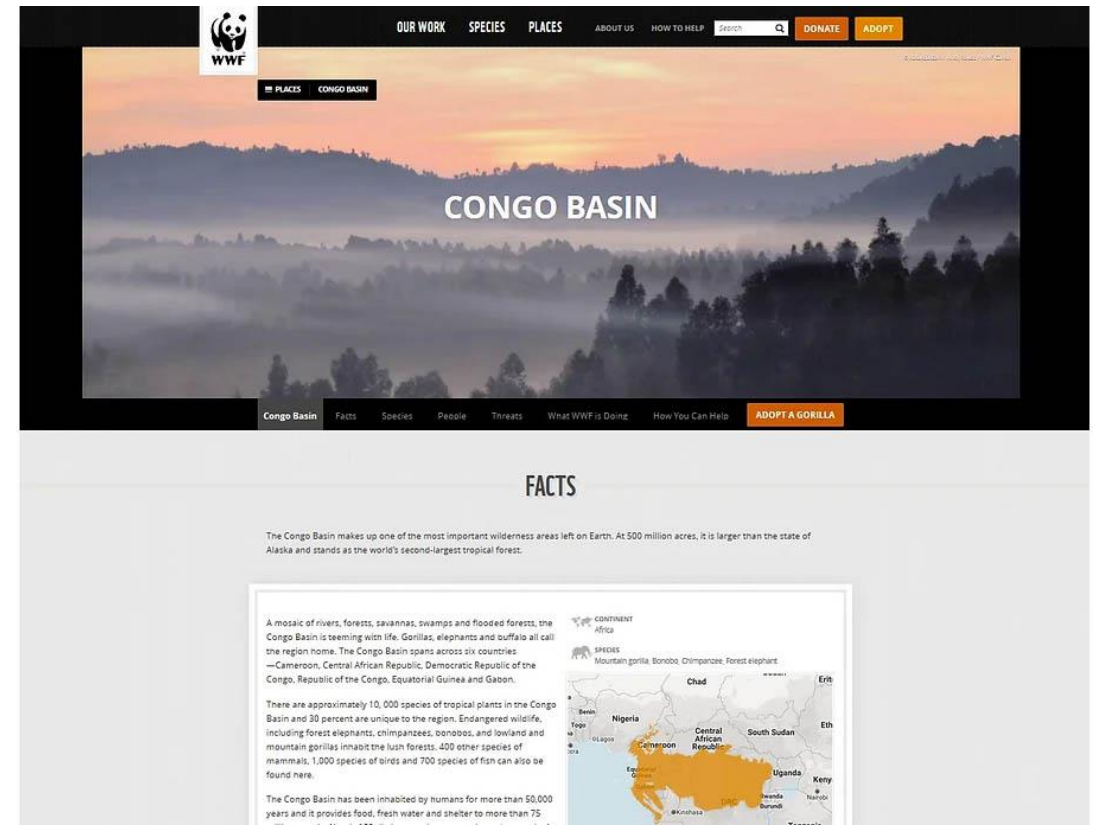 WWF
OUR WORK SPECIES PLACES ABOUT US HOW TO HELP Search DONATE ADOPT
PLACES CONGO BASIN
CONGO BASIN
Congo Basin Facts Species People Threats What WWF is Doing How You Can Help ADOPT A GORILLA
FACTS
The Congo Basin makes up one of the most important wilderness areas left on Earth. At 500 million acres, it is larger than the state of
Alaska and stands as the world's second-largest tropical forest.
A mosaic of rivers, forests, savannas, swamps and flooded forests, the
Congo Basin is teeming with life. Gorillas, elephants and buffalo all call
the region home. The Congo Basin spans across six countries
—Cameroon, Central African Republic, Democratic Republic of the
Congo, Republic of the Congo, Equatorial Guinea and Gabon.
There are approximately 10, 000 species of tropical plants in the Congo
Basin and 30 percent are unique to the region. Endangered wildlife,
including forest elephants, chimpanzees, bonobos, and lowland and
mountain gorillas inhabit the lush forests. 400 other species of
mammals, 1,000 species of birds and 700 species of fish can also be
found here.
The Congo Basin has been inhabited by humans for more than 50,000
years and it provides food, fresh water and shelter to more than 75
CONTINENT
Africa
SPECIES
Mountain gorilla, Bonobo, Chimpanzee, Forest elephant
Chad
Benin
Nigeria
Togo
Lagos
Central
African
Republic
South Sudan
Cameroon
Equatorial
Guinea
Gabon
Uganda
Nairobi
Rwanda
DRC
Burundi
Kinshasa